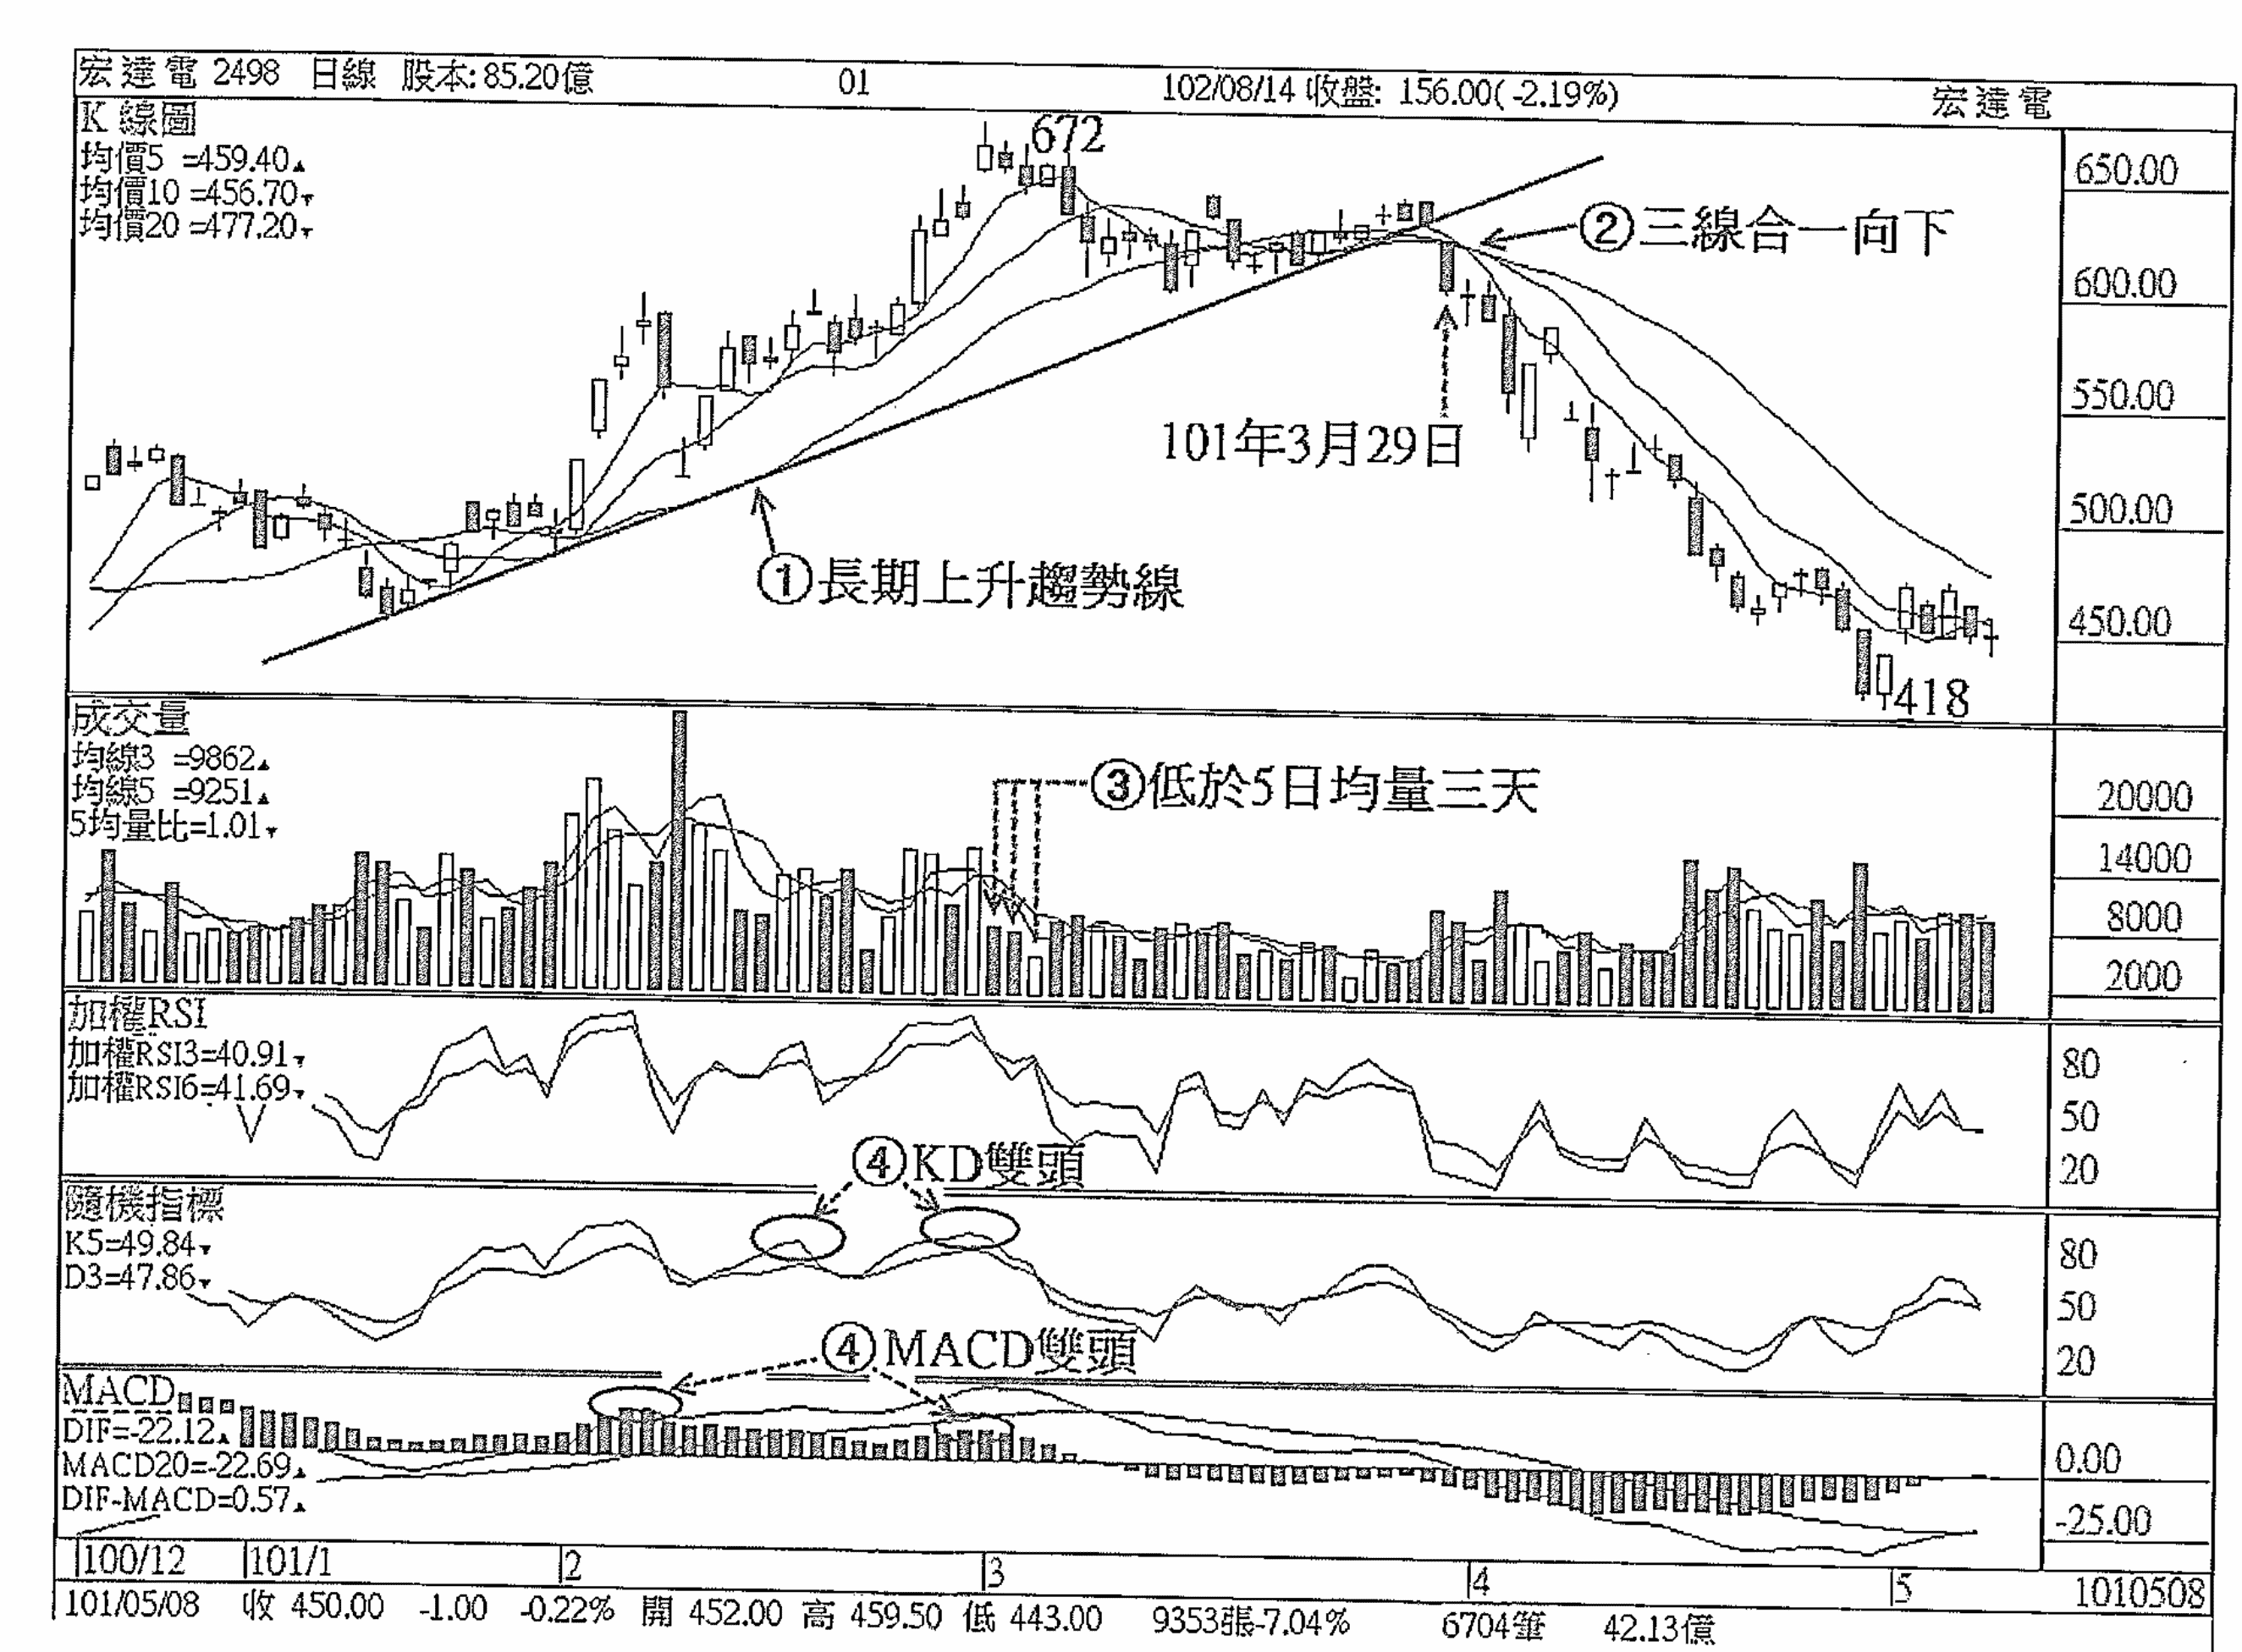 宏達電 2498 日線 股本:85.20億 01 102/08/14 收盤: 156.00(-2.19%) 宏達電
K 線圖
均價5 =459.40▲
均價10 =456.70▼
均價20 =477.20▼
672
650.00
600.00
550.00
500.00
450.00
②三線合一向下
101年3月29日
①長期上升趨勢線
418
成交量
均線3 =9862▲
均線5 =9251▲
5均量比=1.01▼
③低於5日均量三天
20000
14000
8000
2000
加權RSI
加權RSI3=40.91▼
加權RSI6=41.69▼
80
50
20
④KD雙頭
隨機指標
K5=49.84▼
D3=47.86▼
80
50
20
④MACD雙頭
MACD
DIF=-22.12▲
MACD20=-22.69▲
DIF-MACD=0.57▲
0.00
-25.00
100/12 101/1 2 3 4 5 1010508
101/05/08 收 450.00 -1.00 -0.22% 開 452.00 高 459.50 低 443.00 9353張-7.04% 6704筆 42.13億